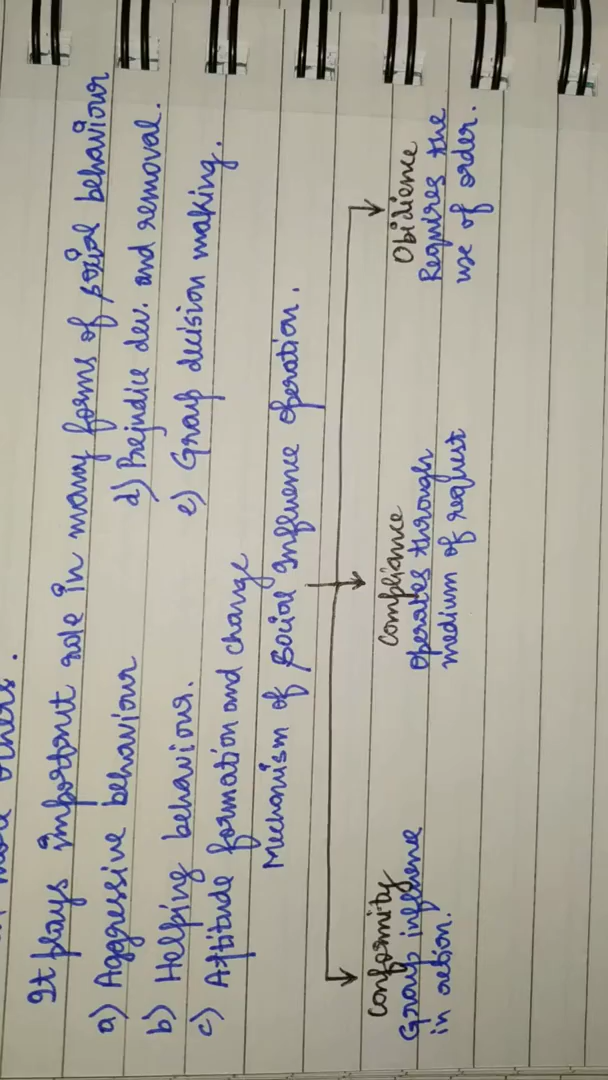 others.
It plays important role in many forms of social behaviour
a) Aggressive behaviour
d) Prejudice dev. and removal.
b) Helping behaviour.
e) Group decision making.
c) Attitude formation and change
Mechanism of social Influence operation.
Conformity
Group influence
in action.
Compliance
operates through
medium of request
Obidience
Requires the
use of order.